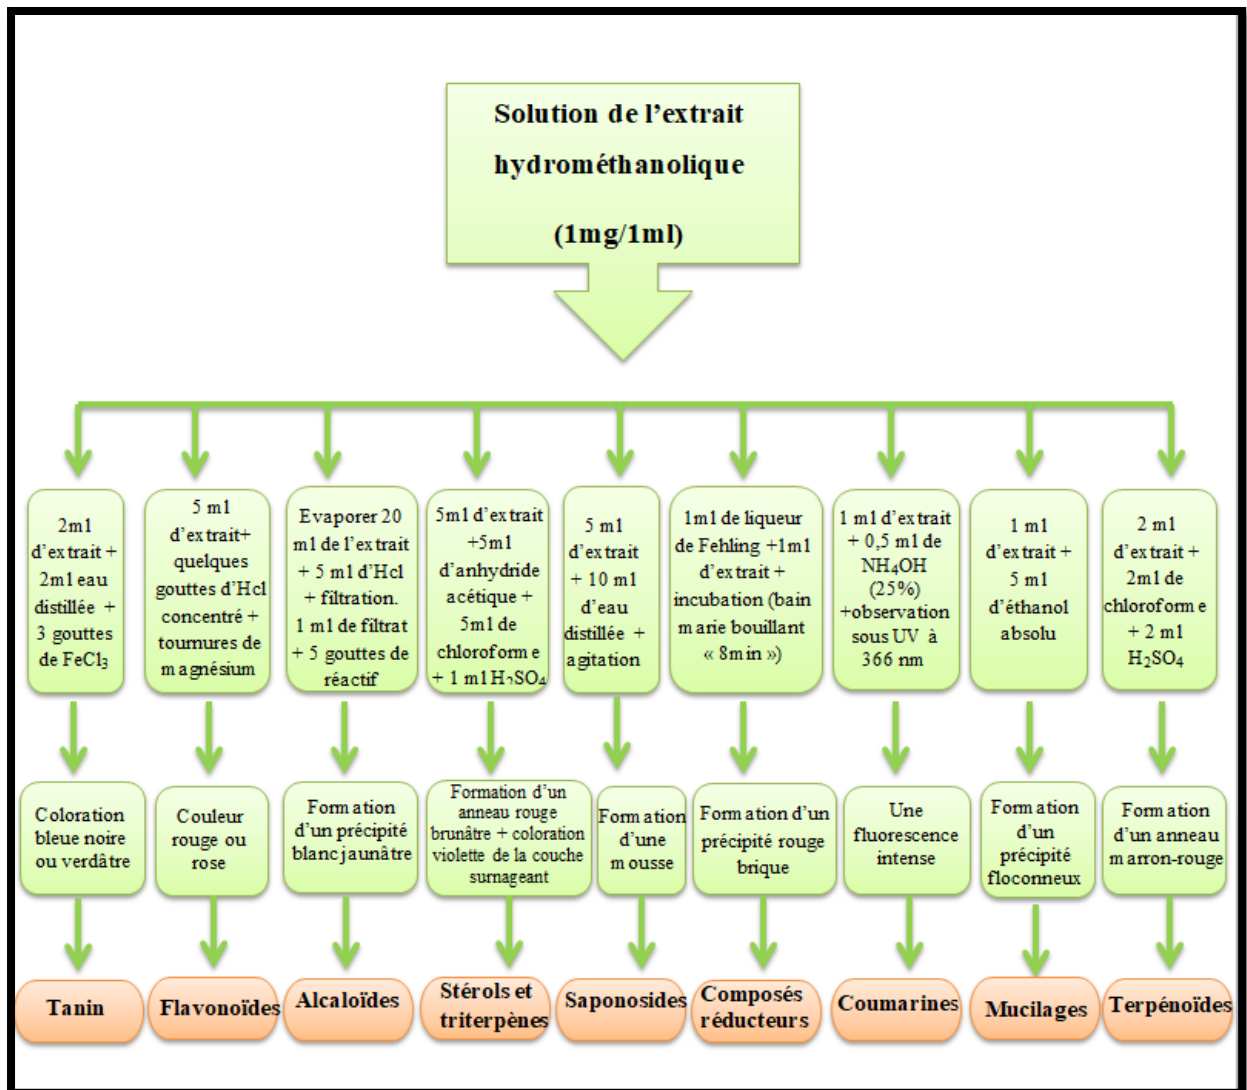 Solution de l’extrait
hydrométhanolique
(1mg/1ml)
2ml
d’extrait +
2ml eau
distillée +
3 gouttes
de FeCl₃
5 ml
d’extrait+
quelques
gouttes d’Hcl
concentré +
tournures de
magnésium
Evaporer 20
ml de l’extrait
+ 5 ml d’Hcl
+ filtration.
1 ml de filtrat
+ 5 gouttes de
réactif
5ml d’extrait
+5ml
d’anhydride
acétique +
5ml de
chloroforme
+ 1 ml H₂SO₄
5 ml
d’extrait
+ 10 ml
d’eau
distillée +
agitation
1ml de liqueur
de Fehling +1ml
d’extrait +
incubation (bain
marie bouillant
« 8min »)
1 ml d’extrait
+ 0,5 ml de
NH₄OH
(25%)
+observation
sous UV à
366 nm
1 ml
d’extrait +
5 ml
d’éthanol
absolu
2 ml
d’extrait +
2ml de
chloroforme
+ 2 ml
H₂SO₄
Coloration
bleue noire
ou verdâtre
Couleur
rouge ou
rose
Formation
d’un précipité
blanc jaunâtre
Formation d’un
anneau rouge
brunâtre + coloration
violette de la couche
surnageant
Formation
d’une
mousse
Formation d’un
précipité rouge
brique
Une
fluorescence
intense
Formation
d’un
précipité
floconneux
Formation
d’un anneau
marron-rouge
Tanin
Flavonoïdes
Alcaloïdes
Stérols et
triterpènes
Saponosides
Composés
réducteurs
Coumarines
Mucilages
Terpénoïdes